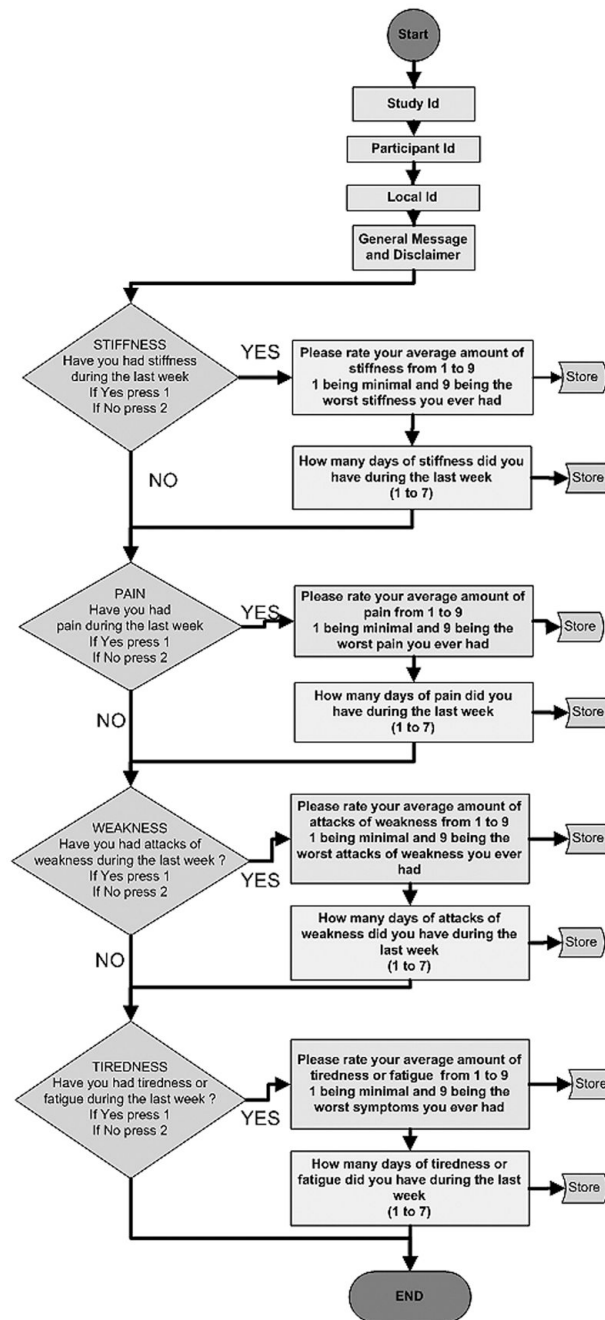 Start
Study Id
Participant Id
Local Id
General Message
and Disclaimer
STIFFNESS
Have you had stiffness
during the last week
If Yes press 1
If No press 2
YES
Please rate your average amount of
stiffness from 1 to 9
1 being minimal and 9 being the
worst stiffness you ever had
Store
NO
How many days of stiffness did you
have during the last week
(1 to 7)
Store
PAIN
Have you had
pain during the last week
If Yes press 1
If No press 2
YES
Please rate your average amount of
pain from 1 to 9
1 being minimal and 9 being the
worst pain you ever had
Store
NO
How many days of pain did you
have during the last week
(1 to 7)
Store
WEAKNESS
Have you had attacks of
weakness during the last week ?
If Yes press 1
If No press 2
YES
Please rate your average amount of
attacks of weakness from 1 to 9
1 being minimal and 9 being the
worst attacks of weakness you ever
had
Store
NO
How many days of attacks of
weakness did you have during the
last week
(1 to 7)
Store
TIREDNESS
Have you had tiredness or
fatigue during the last week ?
If Yes press 1
If No press 2
YES
Please rate your average amount of
tiredness or fatigue from 1 to 9
1 being minimal and 9 being the
worst symptoms you ever had
Store
How many days of tiredness or
fatigue did you have during the last
week
(1 to 7)
Store
END